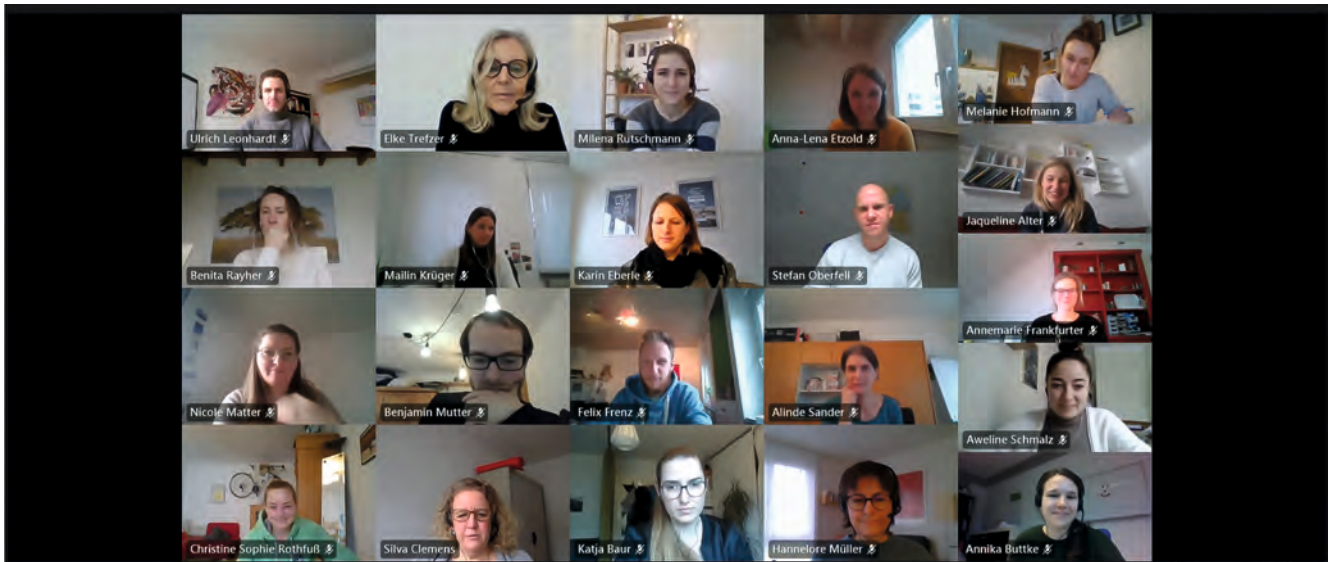 Ulrich Leonhardt
Elke Trefzer
Milena Rutschmann
Anna-Lena Etzold
Melanie Hofmann
Jaqueline Alter
Benita Rayher
Mailin Krüger
Karin Eberle
Stefan Oberfell
Annemarie Frankfurter
Nicole Matter
Benjamin Mutter
Felix Frenz
Alinde Sander
Aweline Schmalz
Christine Sophie Rothfuß
Silva Clemens
Katja Baur
Hannelore Müller
Annika Buttke